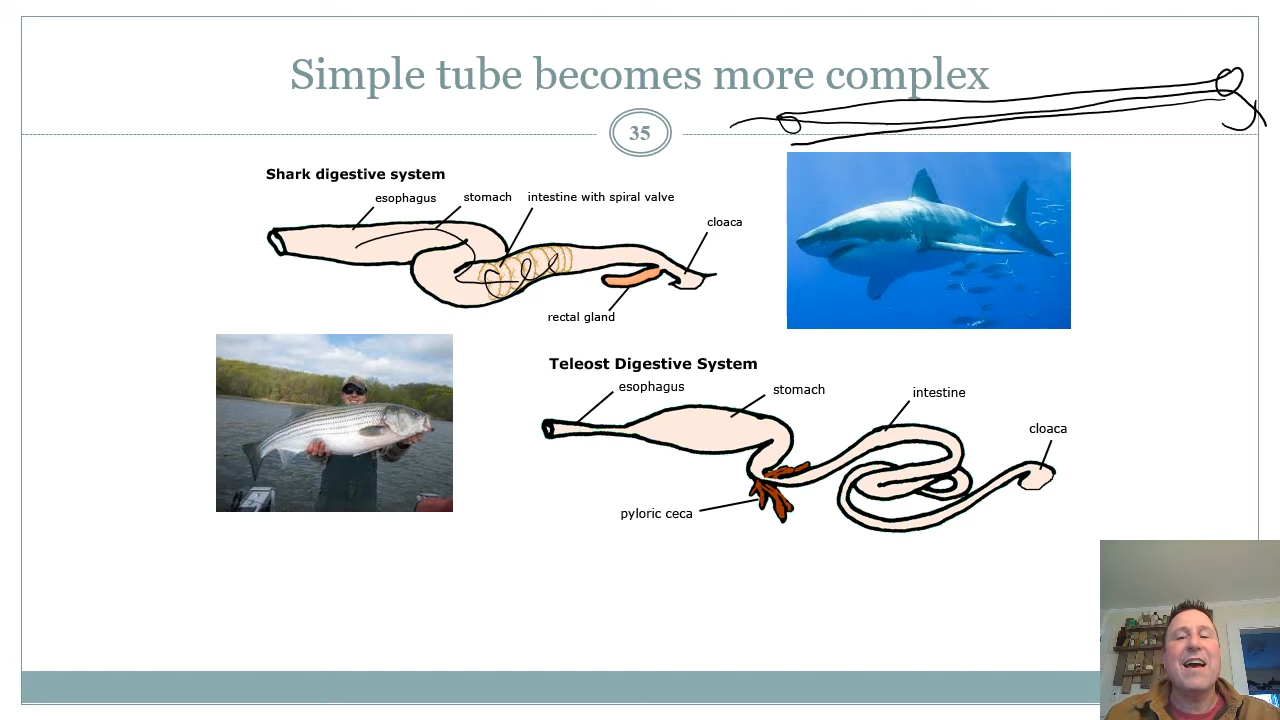 Simple tube becomes more complex
35
Shark digestive system
esophagus
stomach
intestine with spiral valve
cloaca
rectal gland
Teleost Digestive System
esophagus
stomach
intestine
cloaca
pyloric ceca